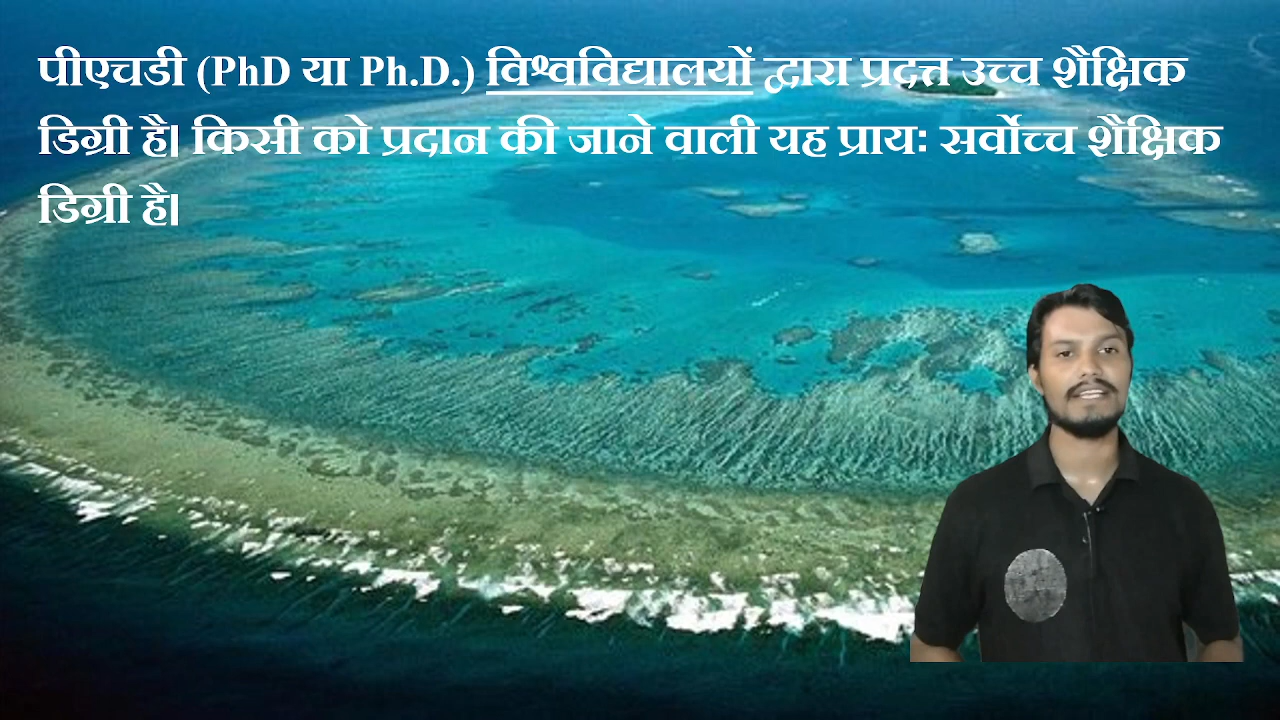 पीएचडी (PhD या Ph.D.) विश्वविद्यालयों द्वारा प्रदत्त उच्च शैक्षिक
डिग्री है। किसी को प्रदान की जाने वाली यह प्रायः सर्वोच्च शैक्षिक
डिग्री है।